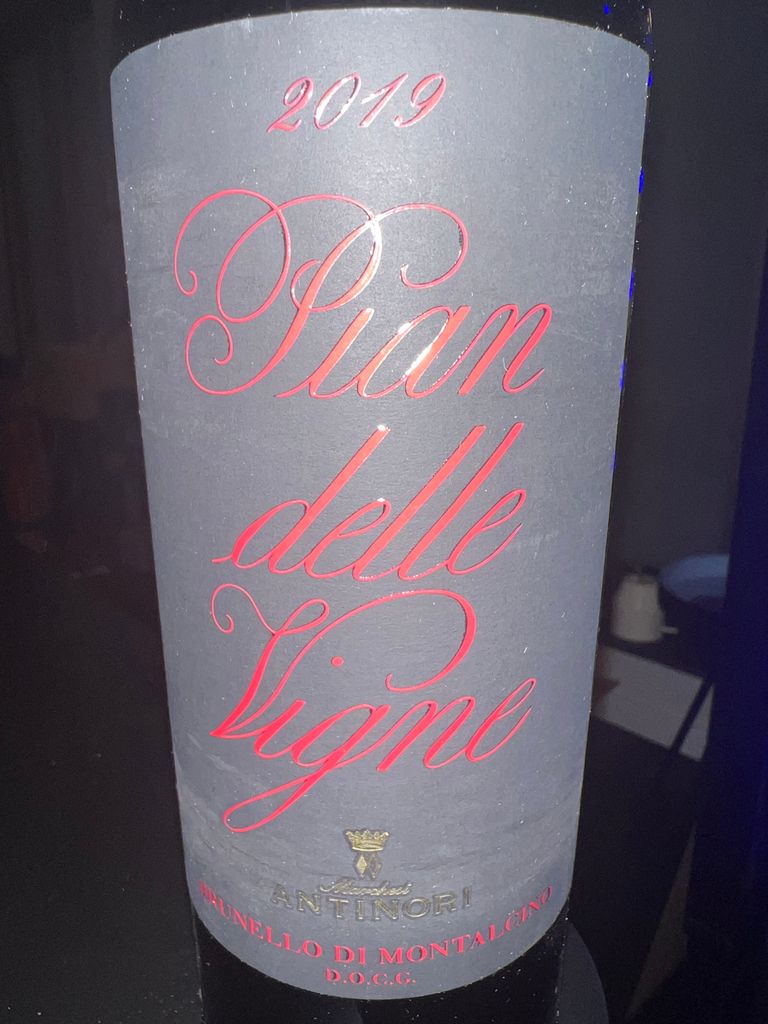 2019
Pian
delle
Vigne
Marchesi
ANTINORI
BRUNELLO DI MONTALCINO
D.O.C.G.